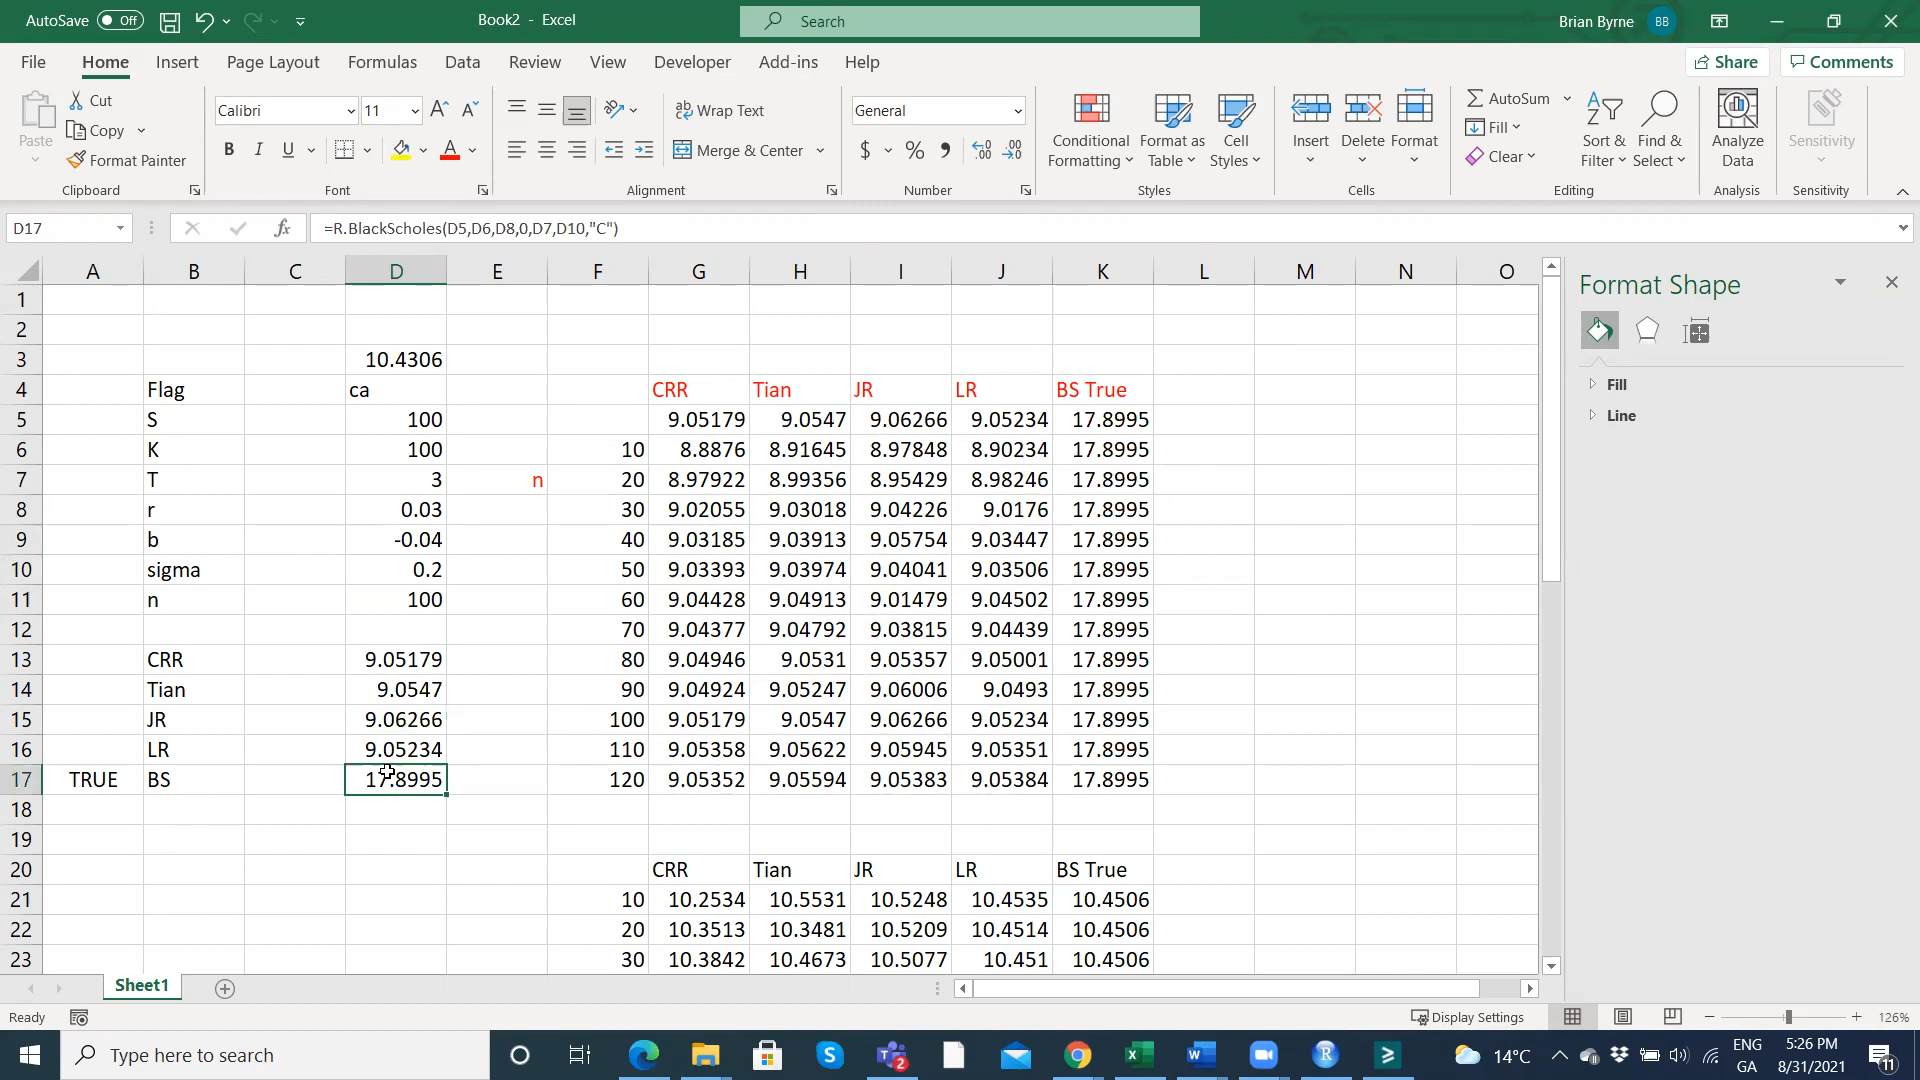 AutoSave Off Book2 - Excel Search Brian Byrne BB
File Home Insert Page Layout Formulas Data Review View Developer Add-ins Help Share Comments
Paste Cut Copy Format Painter Clipboard
Calibri 11 B I U A Font
Wrap Text Merge & Center Alignment
General $ % Number
Conditional Formatting Format as Table Cell Styles Styles
Insert Delete Format Cells
AutoSum Fill Clear Sort & Filter Find & Select Editing
Analyze Data Analysis
Sensitivity Sensitivity
D17 fx =R.BlackScholes(D5,D6,D8,0,D7,D10,"C")
A B C D E F G H I J K L M N O
1
2
3 10.4306
4 Flag ca CRR Tian JR LR BS True
5 S 100 9.05179 9.0547 9.06266 9.05234 17.8995
6 K 100 10 8.8876 8.91645 8.97848 8.90234 17.8995
7 T 3 n 20 8.97922 8.99356 8.95429 8.98246 17.8995
8 r 0.03 30 9.02055 9.03018 9.04226 9.0176 17.8995
9 b -0.04 40 9.03185 9.03913 9.05754 9.03447 17.8995
10 sigma 0.2 50 9.03393 9.03974 9.04041 9.03506 17.8995
11 n 100 60 9.04428 9.04913 9.01479 9.04502 17.8995
12 70 9.04377 9.04792 9.03815 9.04439 17.8995
13 CRR 9.05179 80 9.04946 9.0531 9.05357 9.05001 17.8995
14 Tian 9.0547 90 9.04924 9.05247 9.06006 9.0493 17.8995
15 JR 9.06266 100 9.05179 9.0547 9.06266 9.05234 17.8995
16 LR 9.05234 110 9.05358 9.05622 9.05945 9.05351 17.8995
17 TRUE BS 17.8995 120 9.05352 9.05594 9.05383 9.05384 17.8995
18
19
20 CRR Tian JR LR BS True
21 10 10.2534 10.5531 10.5248 10.4535 10.4506
22 20 10.3513 10.3481 10.5209 10.4514 10.4506
23 30 10.3842 10.4673 10.5077 10.451 10.4506
Format Shape
Fill
Line
Sheet1
Ready Display Settings 126%
Type here to search 2 14°C ENG GA 5:26 PM 8/31/2021 11